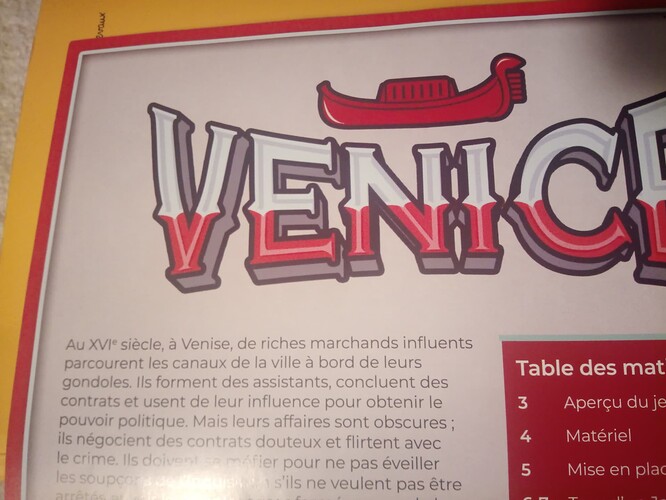 VENICE
Au XVIe siècle, à Venise, de riches marchands influents
parcourent les canaux de la ville à bord de leurs
gondoles. Ils forment des assistants, concluent des
contrats et usent de leur influence pour obtenir le
pouvoir politique. Mais leurs affaires sont obscures ;
ils négocient des contrats douteux et flirtent avec
le crime. Ils doivent se méfier pour ne pas éveiller
les soupçons s'ils ne veulent pas être
Table des mat
3 Aperçu du je
4 Matériel
5 Mise en plac